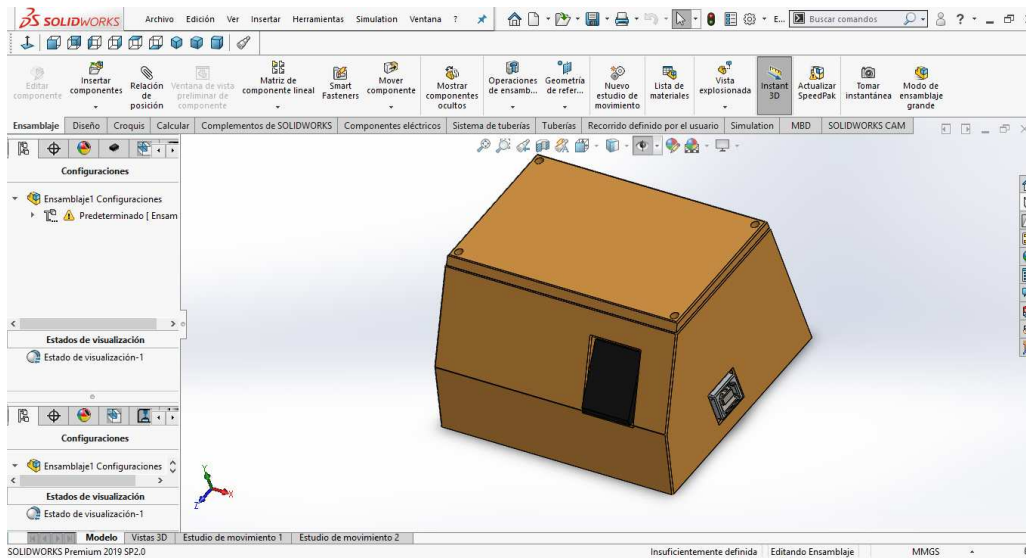 SOLIDWORKS Archivo Edición Ver Insertar Herramientas Simulation Ventana ? E... Buscar comandos ?
Editar componente
Insertar componentes
Relación de posición
Ventana de vista preliminar de componente
Matriz de componente lineal
Smart Fasteners
Mover componente
Mostrar componentes ocultos
Operaciones de ensamb...
Geometría de refer...
Nuevo estudio de movimiento
Lista de materiales
Vista explosionada
Instant 3D
Actualizar SpeedPak
Tomar instantánea
Modo de ensamblaje grande
Ensamblaje Diseño Croquis Calcular Complementos de SOLIDWORKS Componentes eléctricos Sistema de tuberías Tuberías Recorrido definido por el usuario Simulation MBD SOLIDWORKS CAM
Configuraciones
Ensamblaje1 Configuraciones
Predeterminado [ Ensam
Estados de visualización
Estado de visualización-1
Configuraciones
Ensamblaje1 Configuraciones
Estados de visualización
Estado de visualización-1
Y
X
Z
Modelo Vistas 3D Estudio de movimiento 1 Estudio de movimiento 2
SOLIDWORKS Premium 2019 SP2.0 Insuficientemente definida Editando Ensamblaje MMGS